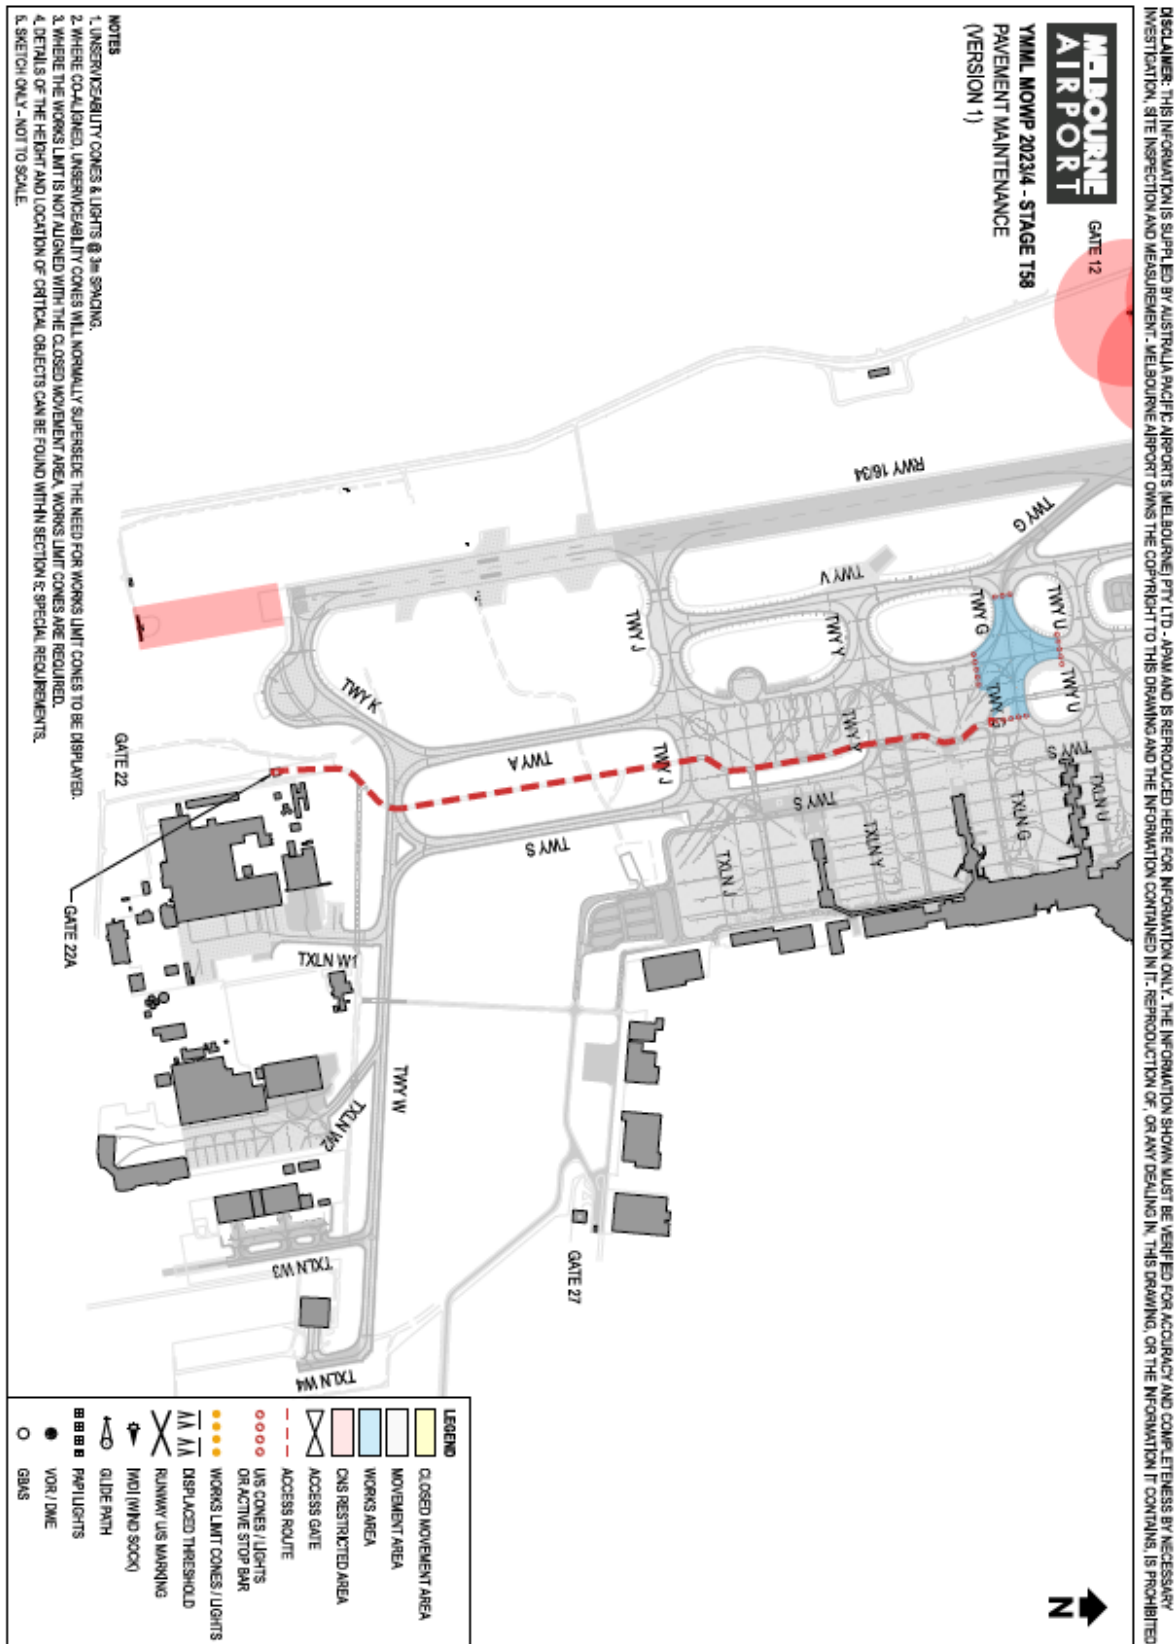 DISCLAIMER: THIS INFORMATION IS SUPPLIED BY AUSTRALIA PACIFIC AIRPORTS (MELBOURNE) PTY. LTD - APAM AND IS REPRODUCED HERE FOR INFORMATION ONLY. THE INFORMATION SHOWN MUST BE VERIFIED FOR ACCURACY AND COMPLETENESS BY NECESSARY
INVESTIGATION, SITE INSPECTION AND MEASUREMENT. MELBOURNE AIRPORT OWNS THE COPYRIGHT TO THIS DRAWING AND THE INFORMATION CONTAINED IN IT. REPRODUCTION OF, OR ANY DEALING IN, THIS DRAWING, OR THE INFORMATION IT CONTAINS, IS PROHIBITED
MELBOURNE
AIRPORT
YMML MOWP 2023/4 - STAGE T58
PAVEMENT MAINTENANCE
(VERSION 1)
GATE 12
N
RWY 16/34
TWY G
TWY V
TWY U
TWY G
TWY U
TWY Y
TWY J
TWY K
TWY A
TWY J
TWY S
TWY S
TWY S
TXLN U
TXLN G
TXLN Y
TXLN J
GATE 22
GATE 22A
TXLN W1
TWY W
TXLN W2
TXLN W3
TXLN W4
GATE 27
NOTES
1. UNSERVICEABILITY CONES & LIGHTS @ 3m SPACING.
2. WHERE CO-ALIGNED, UNSERVICEABILITY CONES WILL NORMALLY SUPERSEDE THE NEED FOR WORKS LIMIT CONES TO BE DISPLAYED.
3. WHERE THE WORKS LIMIT IS NOT ALIGNED WITH THE CLOSED MOVEMENT AREA, WORKS LIMIT CONES ARE REQUIRED.
4. DETAILS OF THE HEIGHT AND LOCATION OF CRITICAL OBJECTS CAN BE FOUND WITHIN SECTION 5: SPECIAL REQUIREMENTS.
5. SKETCH ONLY - NOT TO SCALE.
LEGEND
CLOSED MOVEMENT AREA
MOVEMENT AREA
WORKS AREA
CNS RESTRICTED AREA
ACCESS GATE
ACCESS ROUTE
U/S CONES / LIGHTS
OR ACTIVE STOP BAR
WORKS LIMIT CONES / LIGHTS
DISPLACED THRESHOLD
RUNWAY U/S MARKING
IWDI (WIND SOCK)
GLIDE PATH
PAPI LIGHTS
VOR / DME
GBAS